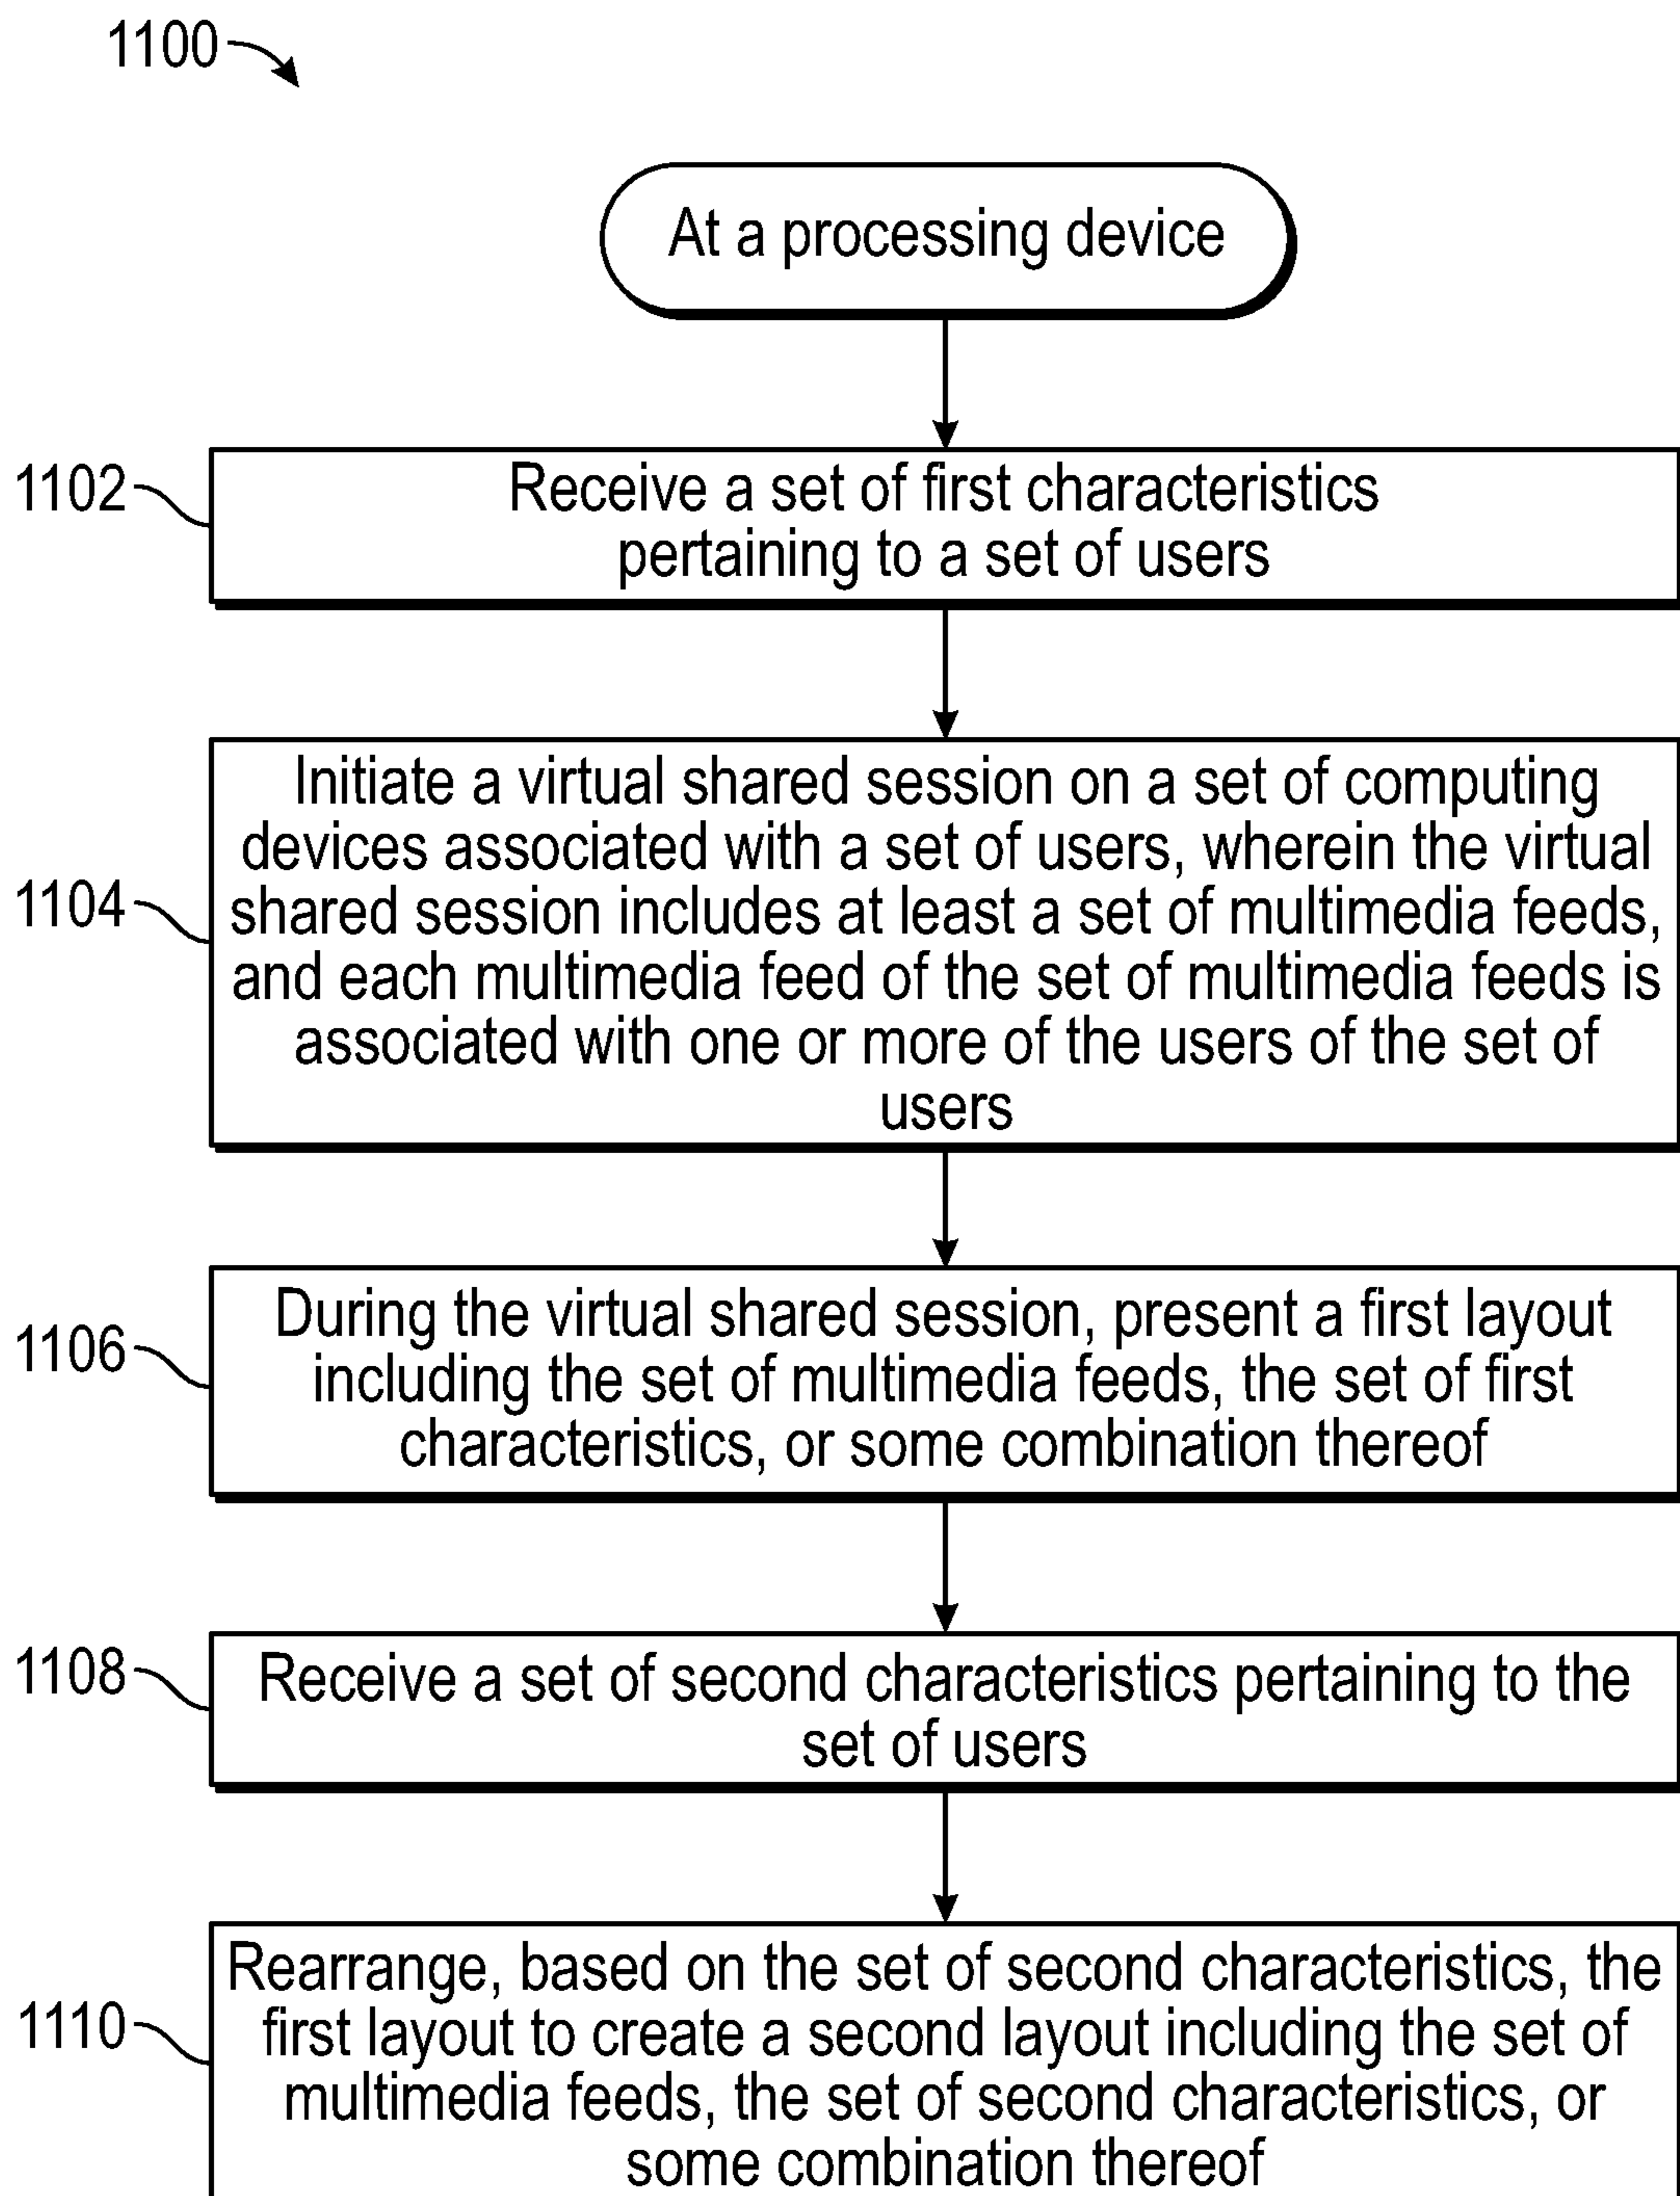 1100
At a processing device
1102
Receive a set of first characteristics
pertaining to a set of users
1104
Initiate a virtual shared session on a set of computing
devices associated with a set of users, wherein the virtual
shared session includes at least a set of multimedia feeds,
and each multimedia feed of the set of multimedia feeds is
associated with one or more of the users of the set of
users
1106
During the virtual shared session, present a first layout
including the set of multimedia feeds, the set of first
characteristics, or some combination thereof
1108
Receive a set of second characteristics pertaining to the
set of users
1110
Rearrange, based on the set of second characteristics, the
first layout to create a second layout including the set of
multimedia feeds, the set of second characteristics, or
some combination thereof